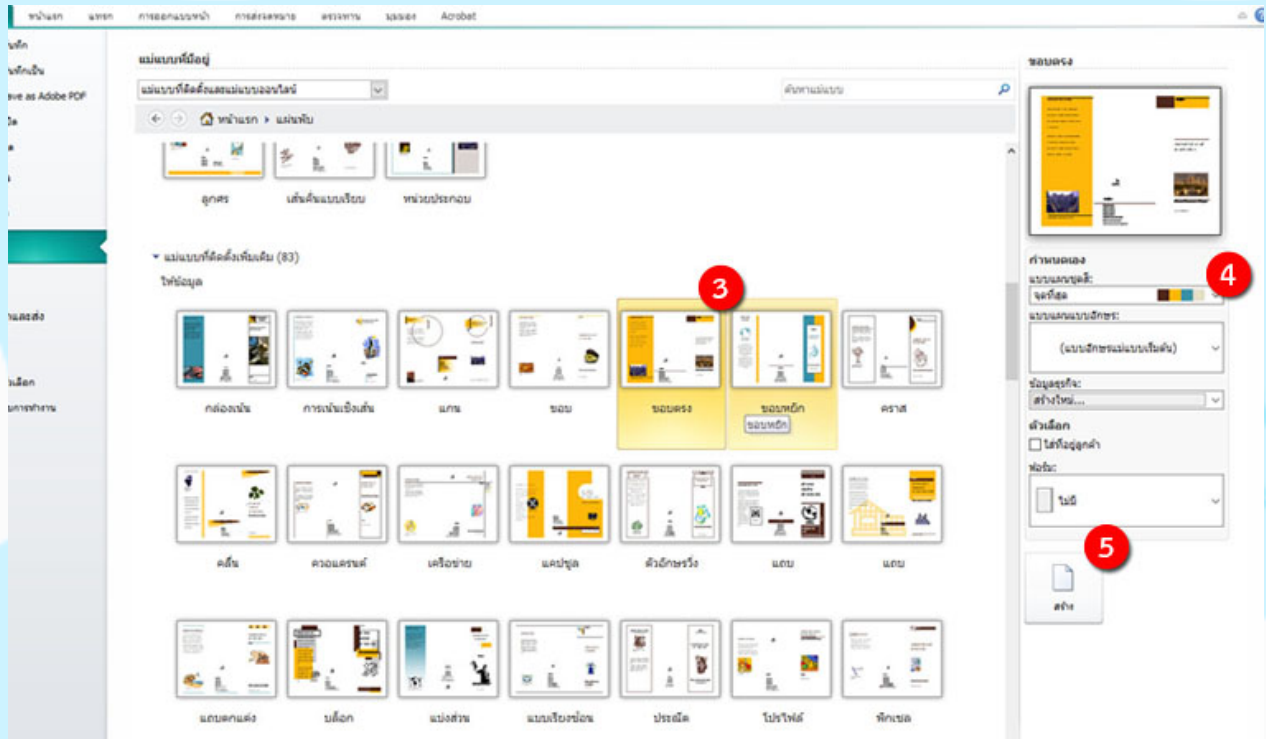 หน้าแรก แทรก การออกแบบหน้า การส่งจดหมาย ตรวจทาน มุมมอง Acrobat
แม่แบบที่มีอยู่
แม่แบบที่ติดตั้งและแม่แบบออนไลน์
ค้นหาแม่แบบ
หน้าแรก แผ่นพับ
ลูกศร เส้นคั่นแบบเรียบ หน่วยประกอบ
แม่แบบที่ติดตั้งเพิ่มเติม (83)
ให้ข้อมูล
3
กล่องเน้น การเน้นเชิงเส้น แกน ขอบ ขอบตรง ขอบหยัก คราส
ขอบหยัก
คลื่น ควอแดรนต์ เครือข่าย แคปซูล ตัวอักษรวิ่ง แถบ แถบ
แถบตกแต่ง บล็อก แบ่งส่วน แบบเรียงซ้อน ประณีต โปรไฟล์ พิกเซล
ขอบตรง
กำหนดเอง
แบบแผนชุดสี:
จุดที่สุด
4
แบบแผนแบบอักษร:
(แบบอักษรแม่แบบเริ่มต้น)
ข้อมูลธุรกิจ:
สร้างใหม่...
ตัวเลือก
ใส่ที่อยู่ลูกค้า
ฟอร์ม:
ไม่มี
5
สร้าง